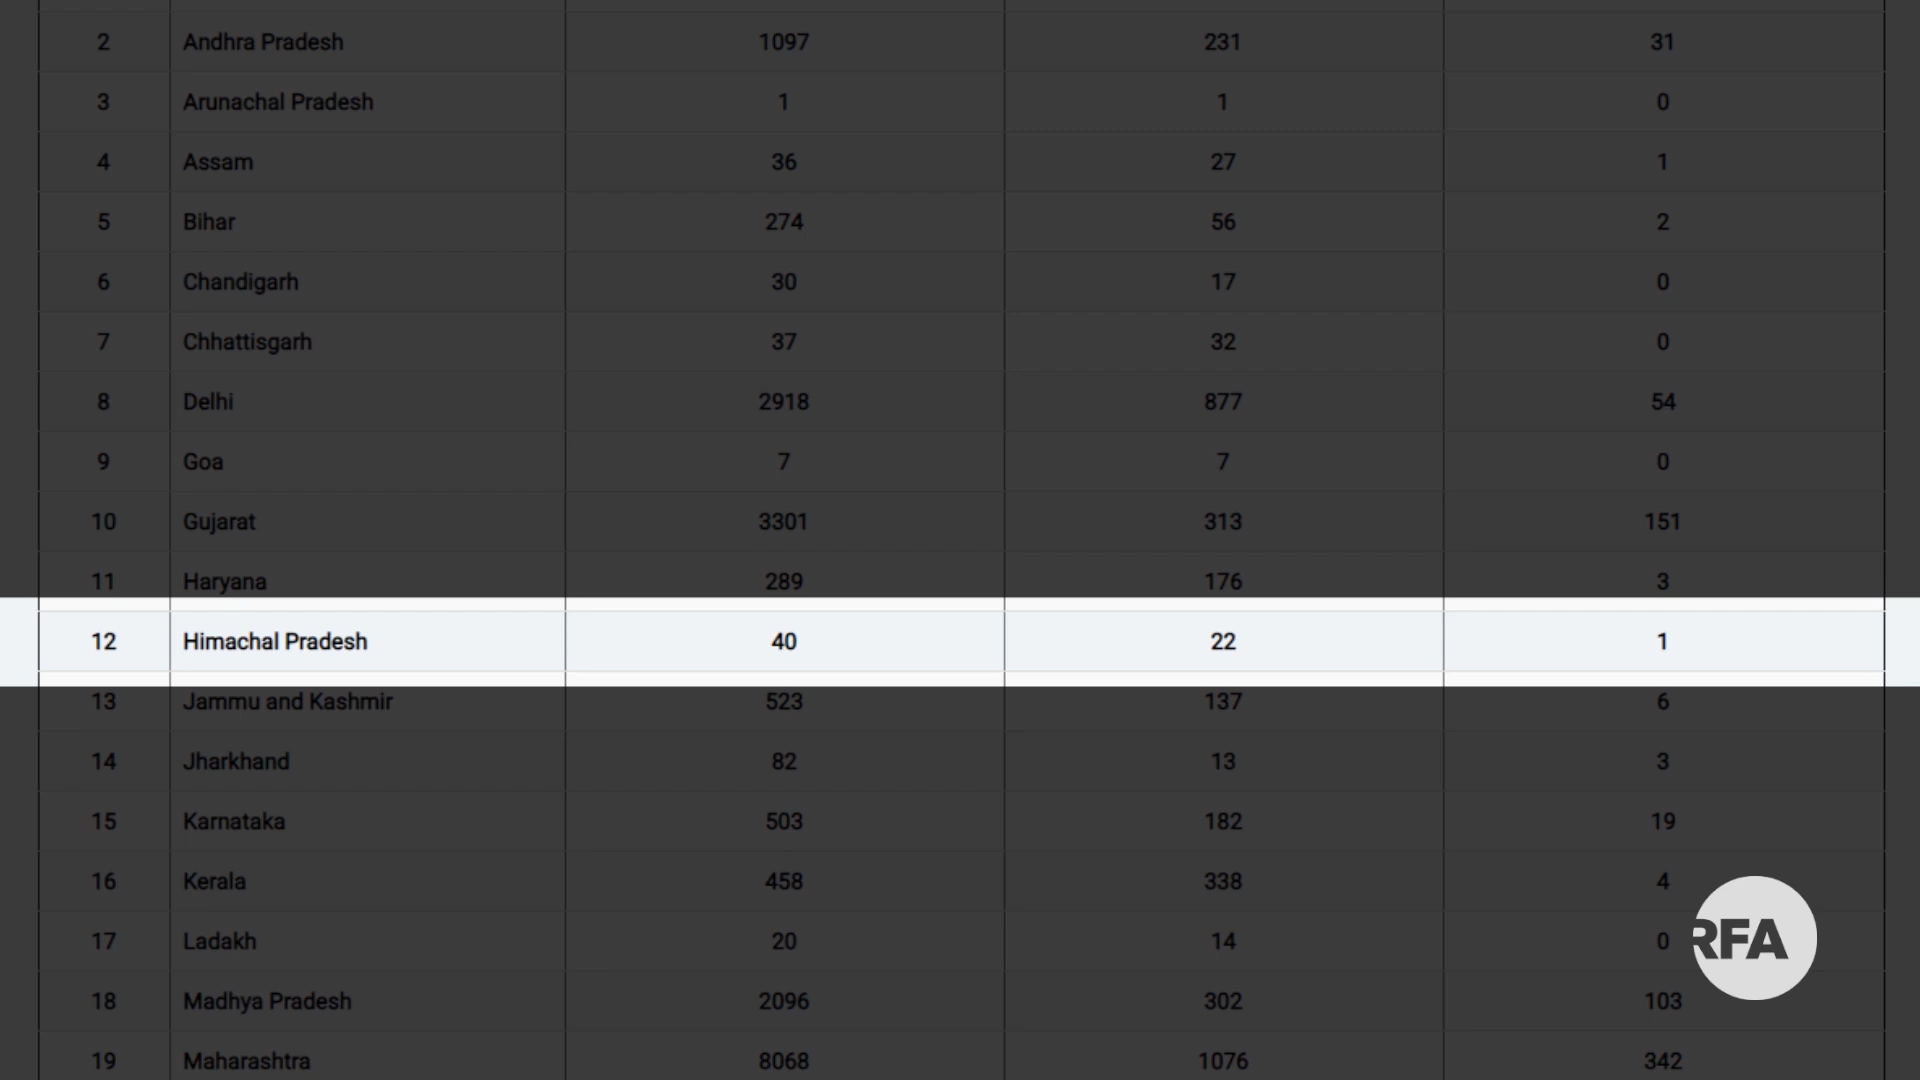 2 Andhra Pradesh 1097 231 31
3 Arunachal Pradesh 1 1 0
4 Assam 36 27 1
5 Bihar 274 56 2
6 Chandigarh 30 17 0
7 Chhattisgarh 37 32 0
8 Delhi 2918 877 54
9 Goa 7 7 0
10 Gujarat 3301 313 151
11 Haryana 289 176 3
12 Himachal Pradesh 40 22 1
13 Jammu and Kashmir 523 137 6
14 Jharkhand 82 13 3
15 Karnataka 503 182 19
16 Kerala 458 338 4
17 Ladakh 20 14 0
RFA
18 Madhya Pradesh 2096 302 103
19 Maharashtra 8068 1076 342